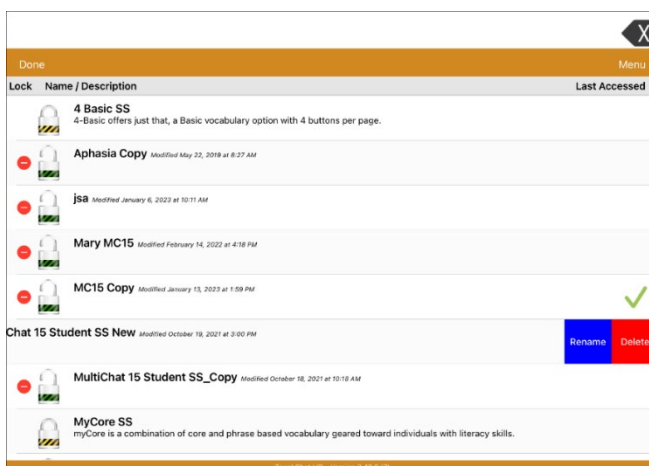 X
Done Menu
Lock Name / Description Last Accessed
4 Basic SS
4-Basic offers just that, a Basic vocabulary option with 4 buttons per page.
Aphasia Copy Modified May 22, 2019 at 8:27 AM
jsa Modified January 6, 2023 at 10:11 AM
Mary MC15 Modified February 14, 2022 at 4:18 PM
MC15 Copy Modified January 13, 2023 at 1:59 PM
Chat 15 Student SS New Modified October 19, 2021 at 3:00 PM
Rename Delete
MultiChat 15 Student SS_Copy Modified October 18, 2021 at 10:18 AM
MyCore SS
myCore is a combination of core and phrase based vocabulary geared toward individuals with literacy skills.